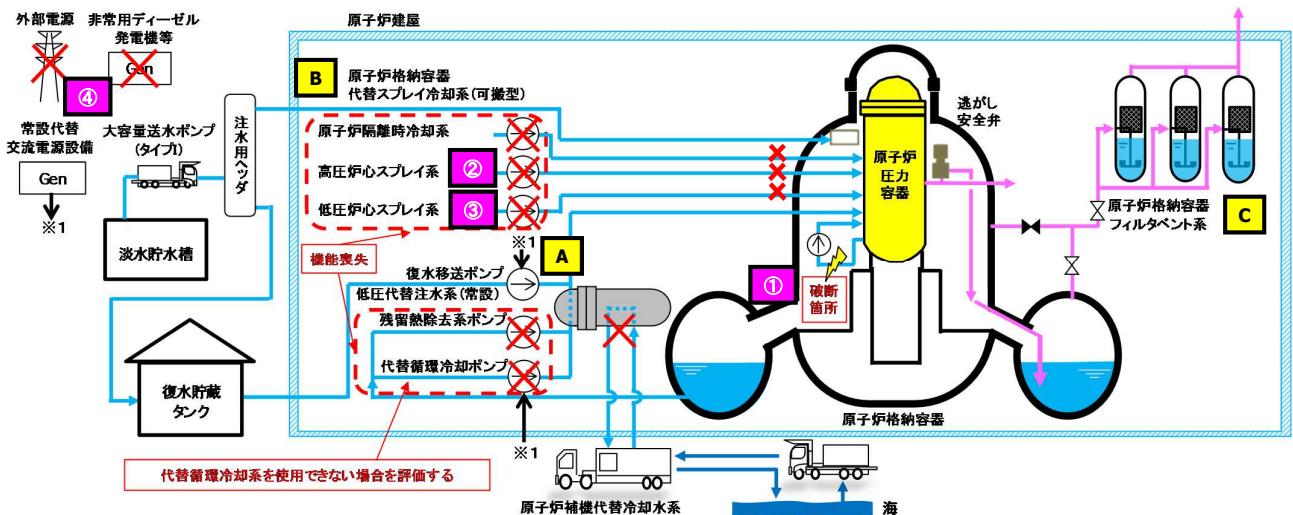 外部電源
非常用ディーゼル
発電機等
Gen
④
常設代替
交流電源設備
Gen
※1
大容量送水ポンプ
(タイプⅠ)
注水用ヘッダ
淡水貯水槽
復水貯蔵
タンク
原子炉建屋
B
原子炉格納容器
代替スプレイ冷却系(可搬型)
原子炉隔離時冷却系
高圧炉心スプレイ系
②
低圧炉心スプレイ系
③
機能喪失
※1
A
復水移送ポンプ
低圧代替注水系(常設)
残留熱除去系ポンプ
代替循環冷却ポンプ
※1
代替循環冷却系を使用できない場合を評価する
原子炉
圧力
容器
逃がし
安全弁
①
破断
箇所
原子炉格納容器
原子炉格納容器
フィルタベント系
C
原子炉補機代替冷却水系
海